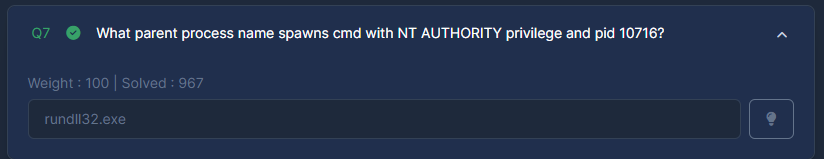 Q7 What parent process name spawns cmd with NT AUTHORITY privilege and pid 10716?
Weight : 100 | Solved : 967
rundll32.exe